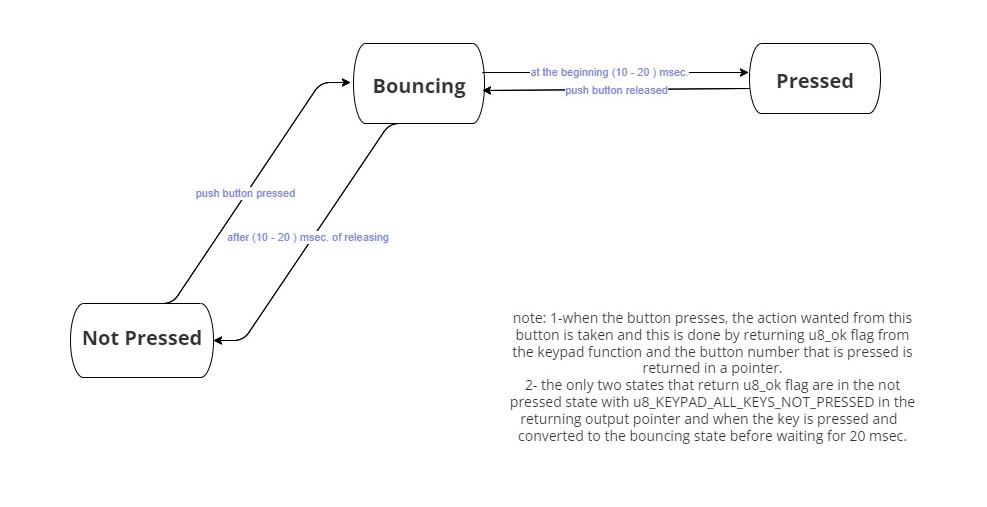 Bouncing
at the beginning (10 - 20 ) msec.
push button released
Pressed
push button pressed
after (10 - 20 ) msec. of releasing
Not Pressed
note: 1-when the button presses, the action wanted from this
button is taken and this is done by returning u8_ok flag from
the keypad function and the button number that is pressed is
returned in a pointer.
2- the only two states that return u8_ok flag are in the not
pressed state with u8_KEYPAD_ALL_KEYS_NOT_PRESSED in the
returning output pointer and when the key is pressed and
converted to the bouncing state before waiting for 20 msec.